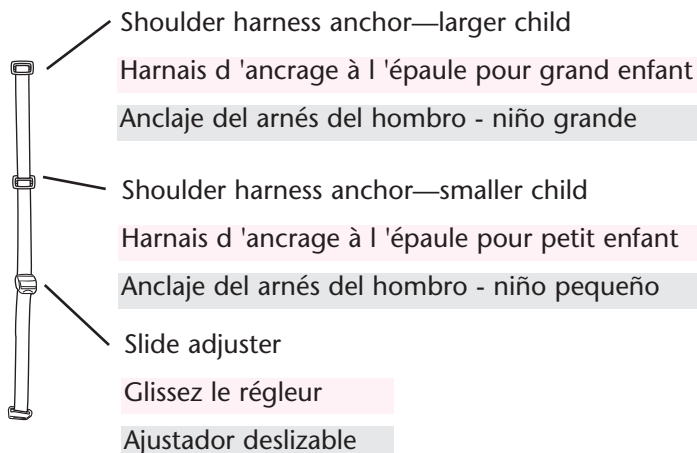 Shoulder harness anchor—larger child
Harnais d 'ancrage à l 'épaule pour grand enfant
Anclaje del arnés del hombro - niño grande
Shoulder harness anchor—smaller child
Harnais d 'ancrage à l 'épaule pour petit enfant
Anclaje del arnés del hombro - niño pequeño
Slide adjuster
Glissez le régleur
Ajustador deslizable